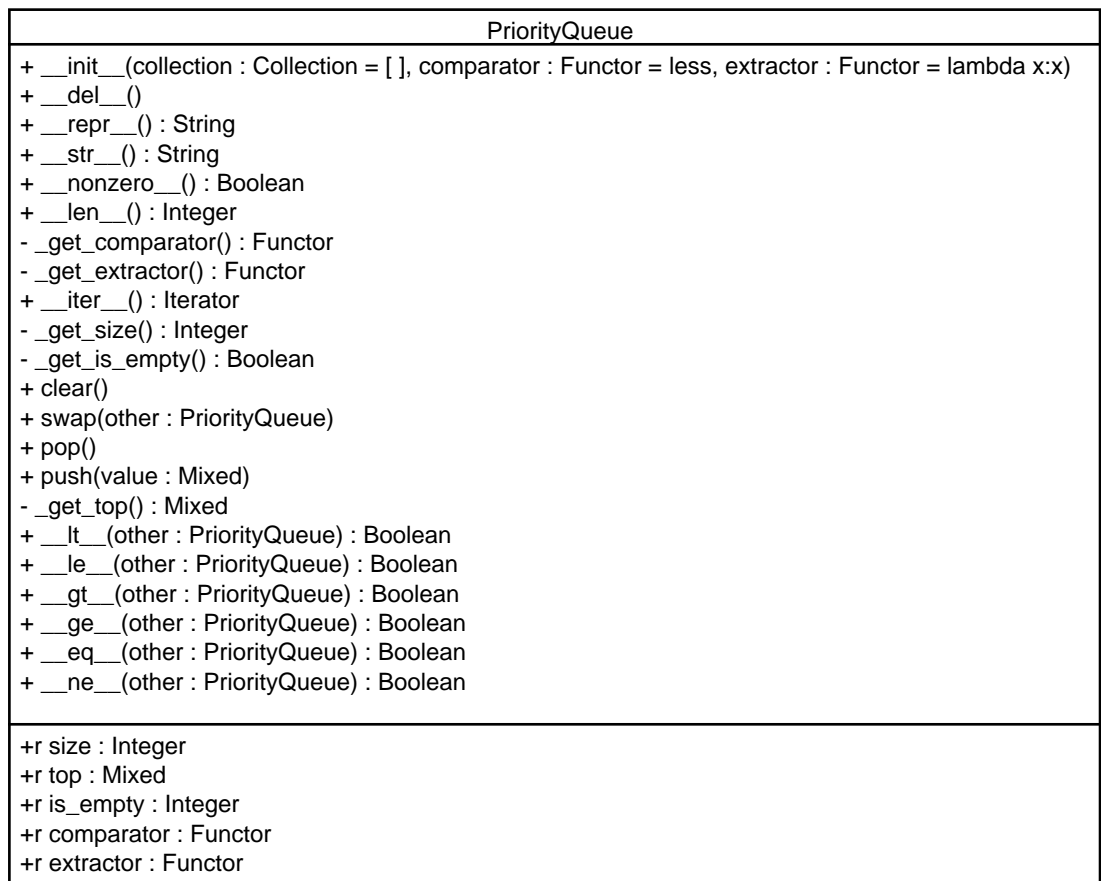 PriorityQueue
+ __init__(collection : Collection = [ ], comparator : Functor = less, extractor : Functor = lambda x:x)
+ __del__()
+ __repr__() : String
+ __str__() : String
+ __nonzero__() : Boolean
+ __len__() : Integer
- _get_comparator() : Functor
- _get_extractor() : Functor
+ __iter__() : Iterator
- _get_size() : Integer
- _get_is_empty() : Boolean
+ clear()
+ swap(other : PriorityQueue)
+ pop()
+ push(value : Mixed)
- _get_top() : Mixed
+ __lt__(other : PriorityQueue) : Boolean
+ __le__(other : PriorityQueue) : Boolean
+ __gt__(other : PriorityQueue) : Boolean
+ __ge__(other : PriorityQueue) : Boolean
+ __eq__(other : PriorityQueue) : Boolean
+ __ne__(other : PriorityQueue) : Boolean
+r size : Integer
+r top : Mixed
+r is_empty : Integer
+r comparator : Functor
+r extractor : Functor